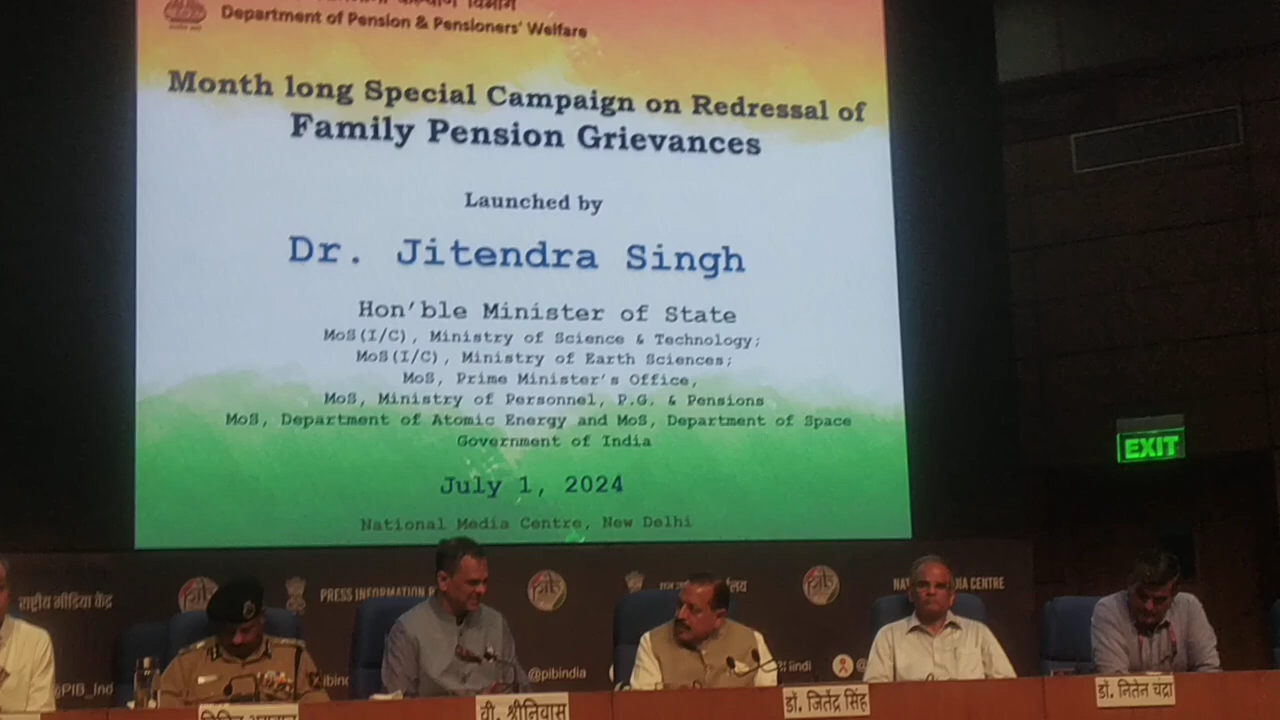 विभाग
Department of Pension & Pensioners' Welfare
Month long Special Campaign on Redressal of
Family Pension Grievances
Launched by
Dr. Jitendra Singh
Hon'ble Minister of State
MoS(I/C), Ministry of Science & Technology;
MoS(I/C), Ministry of Earth Sciences;
MoS, Prime Minister's Office,
MoS, Ministry of Personnel, P.G. & Pensions
MoS, Department of Atomic Energy and MoS, Department of Space
Government of India
July 1, 2024
National Media Centre, New Delhi
EXIT
राष्ट्रीय मीडिया केंद्र
PRESS INFORMATION
CENTRE
@PIB_Ind
@pibindia
वी. श्रीनिवास
डॉ. जितेंद्र सिंह
डॉ. नितेन चंद्रा